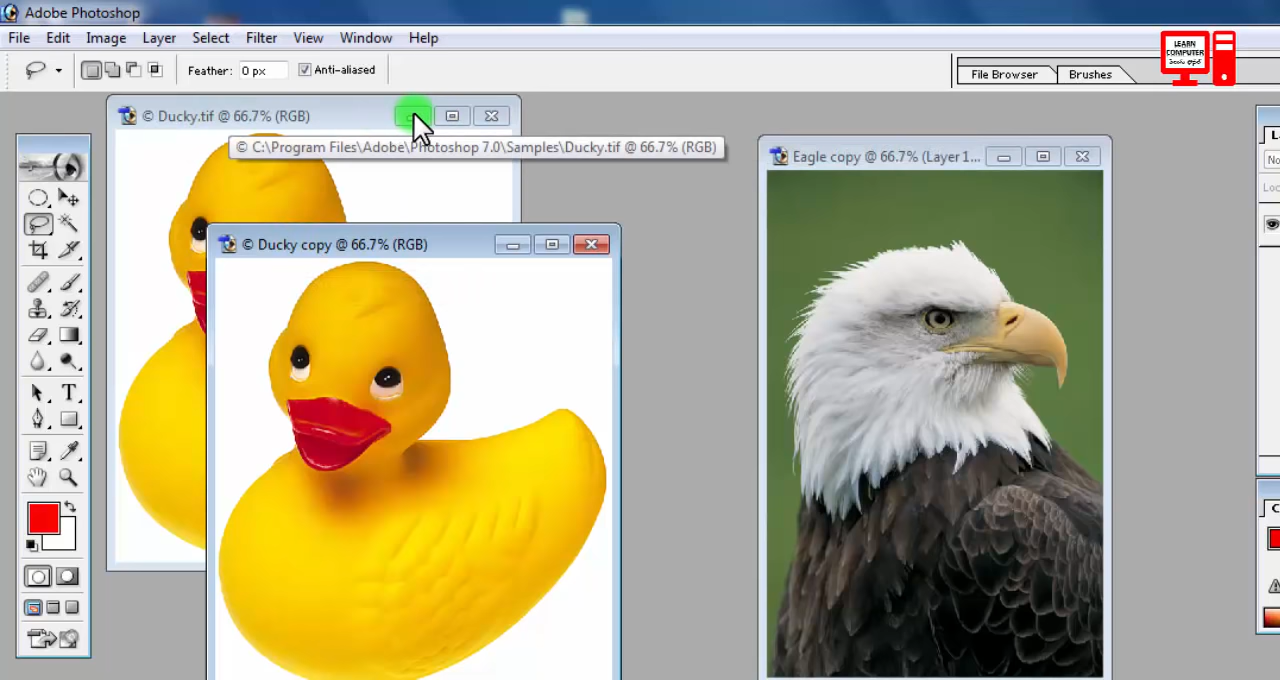 Adobe Photoshop
File Edit Image Layer Select Filter View Window Help
Feather: 0 px Anti-aliased
File Browser Brushes
LEARN
COMPUTER
© Ducky.tif @ 66.7% (RGB)
© C:\Program Files\Adobe\Photoshop 7.0\Samples\Ducky.tif @ 66.7% (RGB)
Eagle copy @ 66.7% (Layer 1...
© Ducky copy @ 66.7% (RGB)
T